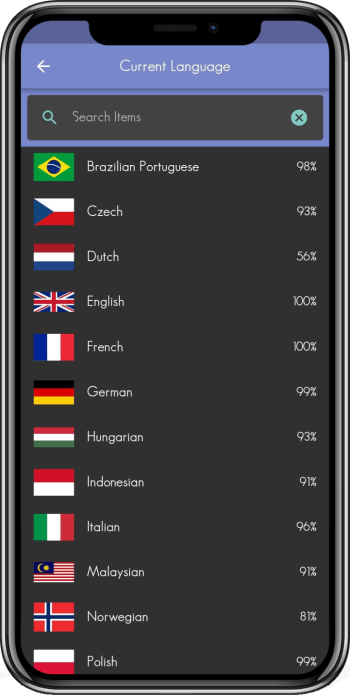 Current Language
Search Items
Brazilian Portuguese 98%
Czech 93%
Dutch 56%
English 100%
French 100%
German 99%
Hungarian 93%
Indonesian 91%
Italian 96%
Malaysian 91%
Norwegian 81%
Polish 99%